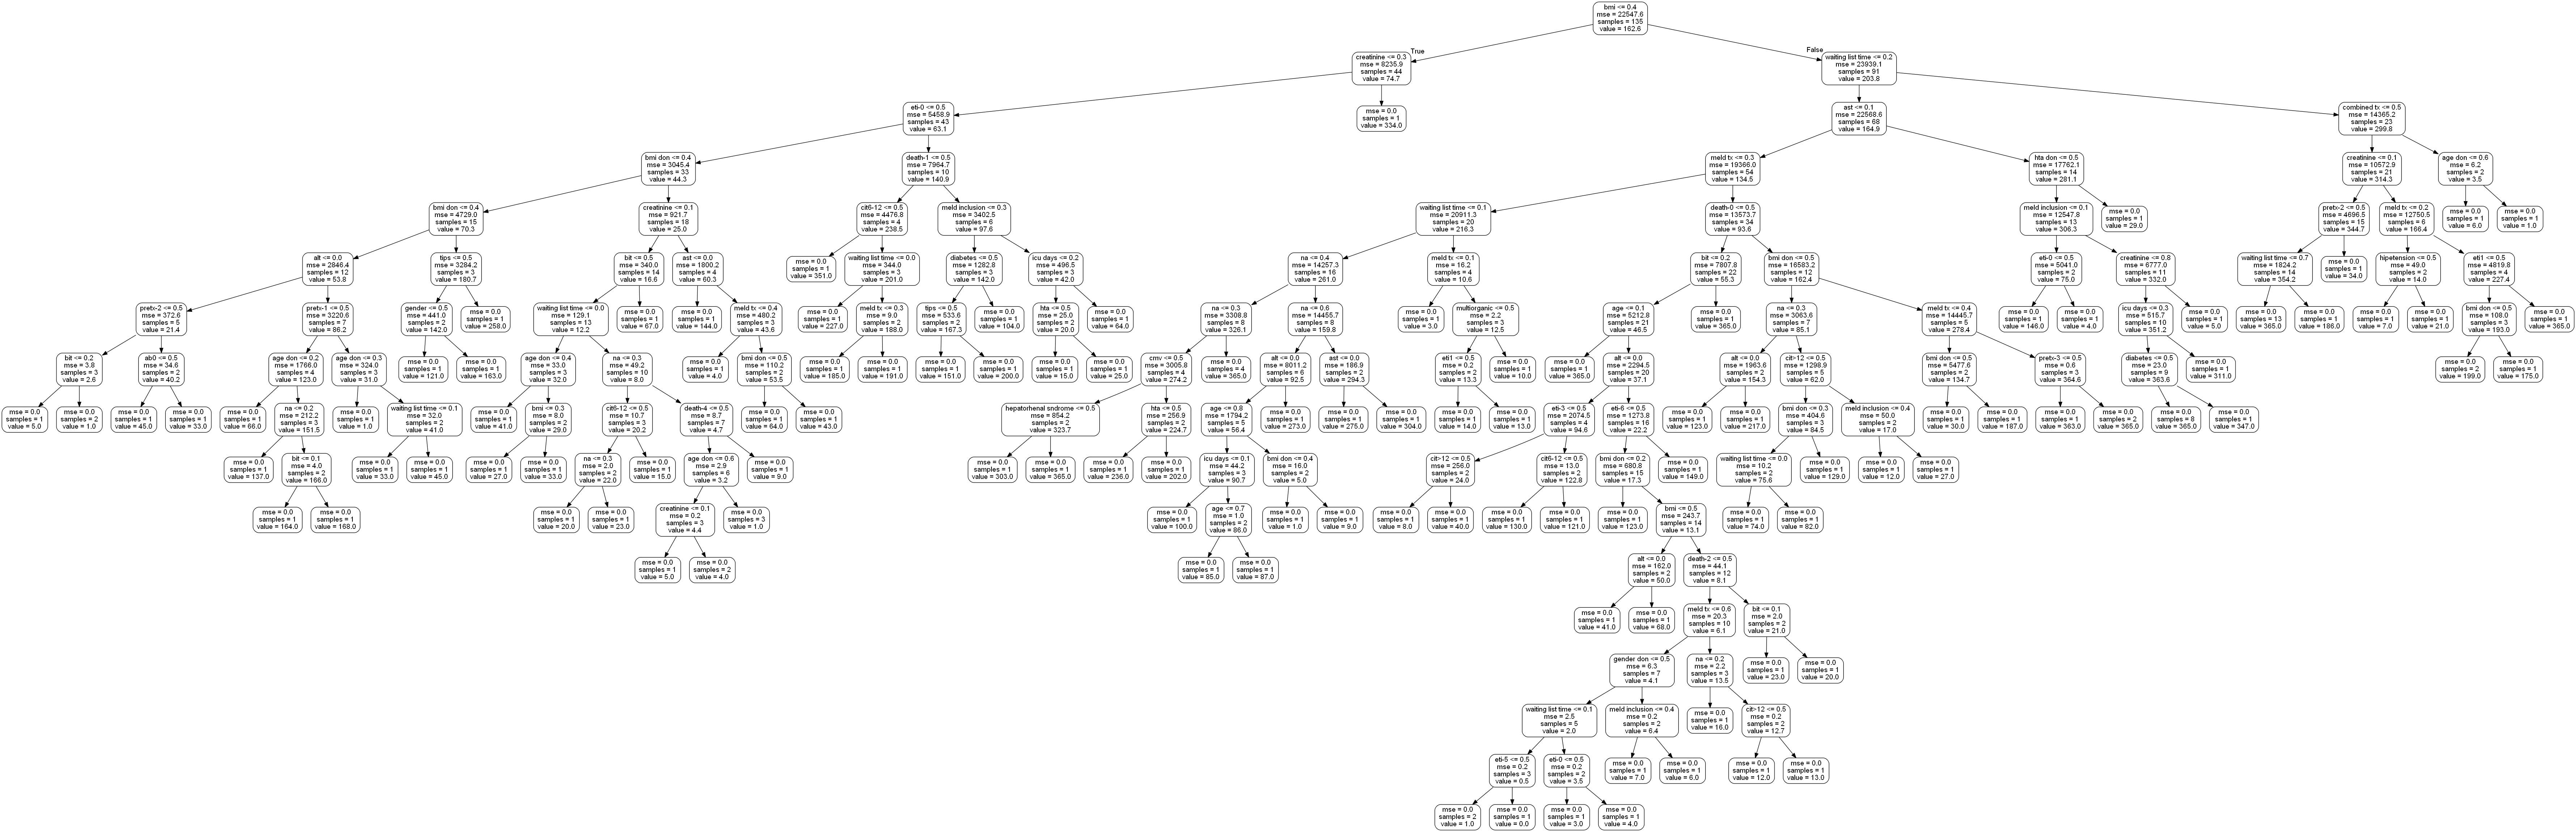 bmi <= 0.4
mse = 22547.6
samples = 135
value = 162.6
True
False
creatinine <= 0.3
mse = 8235.9
samples = 44
value = 74.7
waiting list time <= 0.2
mse = 23939.1
samples = 91
value = 203.8
eti-0 <= 0.5
mse = 5458.9
samples = 43
value = 63.1
mse = 0.0
samples = 1
value = 334.0
ast <= 0.1
mse = 22568.6
samples = 68
value = 164.9
combined tx <= 0.5
mse = 14365.2
samples = 23
value = 299.8
bmi don <= 0.4
mse = 3045.4
samples = 33
value = 44.3
death-1 <= 0.5
mse = 7964.7
samples = 10
value = 140.9
meld tx <= 0.3
mse = 19366.0
samples = 54
value = 134.5
hta don <= 0.5
mse = 17762.1
samples = 14
value = 281.1
creatinine <= 0.1
mse = 10572.9
samples = 21
value = 314.3
age don <= 0.6
mse = 6.2
samples = 2
value = 3.5
bmi don <= 0.4
mse = 4729.0
samples = 15
value = 70.3
creatinine <= 0.1
mse = 921.7
samples = 18
value = 25.0
cit6-12 <= 0.5
mse = 4476.8
samples = 4
value = 238.5
meld inclusion <= 0.3
mse = 3402.5
samples = 6
value = 97.6
waiting list time <= 0.1
mse = 20911.3
samples = 20
value = 216.3
death-0 <= 0.5
mse = 13573.7
samples = 34
value = 93.6
meld inclusion <= 0.1
mse = 12547.8
samples = 13
value = 306.3
mse = 0.0
samples = 1
value = 29.0
pretx-2 <= 0.5
mse = 4696.5
samples = 15
value = 344.7
meld tx <= 0.2
mse = 12750.5
samples = 6
value = 166.4
mse = 0.0
samples = 1
value = 6.0
mse = 0.0
samples = 1
value = 1.0
alt <= 0.0
mse = 2846.4
samples = 12
value = 53.8
tips <= 0.5
mse = 3284.2
samples = 3
value = 180.7
bit <= 0.5
mse = 340.0
samples = 14
value = 16.6
ast <= 0.0
mse = 1800.2
samples = 4
value = 60.3
mse = 0.0
samples = 1
value = 351.0
waiting list time <= 0.0
mse = 344.0
samples = 3
value = 201.0
diabetes <= 0.5
mse = 1282.8
samples = 3
value = 142.0
icu days <= 0.2
mse = 496.5
samples = 3
value = 42.0
na <= 0.4
mse = 14257.3
samples = 16
value = 261.0
meld tx <= 0.1
mse = 16.2
samples = 4
value = 10.6
bit <= 0.2
mse = 7807.8
samples = 22
value = 55.3
bmi don <= 0.5
mse = 16583.2
samples = 12
value = 162.4
eti-0 <= 0.5
mse = 5041.0
samples = 2
value = 75.0
creatinine <= 0.8
mse = 6777.0
samples = 11
value = 332.0
waiting list time <= 0.7
mse = 1824.2
samples = 14
value = 354.2
mse = 0.0
samples = 1
value = 34.0
hipetension <= 0.5
mse = 49.0
samples = 2
value = 14.0
eti1 <= 0.5
mse = 4819.8
samples = 4
value = 227.4
pretx-2 <= 0.5
mse = 372.6
samples = 5
value = 21.4
pretx-1 <= 0.5
mse = 3220.6
samples = 7
value = 86.2
gender <= 0.5
mse = 441.0
samples = 2
value = 142.0
mse = 0.0
samples = 1
value = 258.0
waiting list time <= 0.0
mse = 129.1
samples = 13
value = 12.2
mse = 0.0
samples = 1
value = 67.0
mse = 0.0
samples = 1
value = 144.0
meld tx <= 0.4
mse = 480.2
samples = 3
value = 43.6
mse = 0.0
samples = 1
value = 227.0
meld tx <= 0.3
mse = 9.0
samples = 2
value = 188.0
tips <= 0.5
mse = 533.6
samples = 2
value = 167.3
mse = 0.0
samples = 1
value = 104.0
hta <= 0.5
mse = 25.0
samples = 2
value = 20.0
mse = 0.0
samples = 1
value = 64.0
na <= 0.3
mse = 3308.8
samples = 8
value = 326.1
na <= 0.6
mse = 14455.7
samples = 8
value = 159.8
mse = 0.0
samples = 1
value = 3.0
multiorganic <= 0.5
mse = 2.2
samples = 3
value = 12.5
age <= 0.1
mse = 5212.8
samples = 21
value = 46.5
mse = 0.0
samples = 1
value = 365.0
na <= 0.3
mse = 3063.6
samples = 7
value = 85.1
meld tx <= 0.4
mse = 14445.7
samples = 5
value = 278.4
mse = 0.0
samples = 1
value = 146.0
mse = 0.0
samples = 1
value = 4.0
icu days <= 0.3
mse = 515.7
samples = 10
value = 351.2
mse = 0.0
samples = 1
value = 5.0
mse = 0.0
samples = 13
value = 365.0
mse = 0.0
samples = 1
value = 186.0
mse = 0.0
samples = 1
value = 7.0
mse = 0.0
samples = 1
value = 21.0
bmi don <= 0.5
mse = 108.0
samples = 3
value = 193.0
mse = 0.0
samples = 1
value = 365.0
bit <= 0.2
mse = 3.8
samples = 3
value = 2.6
ab0 <= 0.5
mse = 34.6
samples = 2
value = 40.2
age don <= 0.2
mse = 1766.0
samples = 4
value = 123.0
age don <= 0.3
mse = 324.0
samples = 3
value = 31.0
mse = 0.0
samples = 1
value = 121.0
mse = 0.0
samples = 1
value = 163.0
age don <= 0.4
mse = 33.0
samples = 3
value = 32.0
na <= 0.3
mse = 49.2
samples = 10
value = 8.0
mse = 0.0
samples = 1
value = 4.0
bmi don <= 0.5
mse = 110.2
samples = 2
value = 53.5
mse = 0.0
samples = 1
value = 185.0
mse = 0.0
samples = 1
value = 191.0
mse = 0.0
samples = 1
value = 151.0
mse = 0.0
samples = 1
value = 200.0
mse = 0.0
samples = 1
value = 15.0
mse = 0.0
samples = 1
value = 25.0
cmv <= 0.5
mse = 3005.8
samples = 4
value = 274.2
mse = 0.0
samples = 4
value = 365.0
alt <= 0.0
mse = 8011.2
samples = 6
value = 92.5
ast <= 0.0
mse = 186.9
samples = 2
value = 294.3
eti1 <= 0.5
mse = 0.2
samples = 2
value = 13.3
mse = 0.0
samples = 1
value = 10.0
mse = 0.0
samples = 1
value = 365.0
alt <= 0.0
mse = 2294.5
samples = 20
value = 37.1
alt <= 0.0
mse = 1963.6
samples = 2
value = 154.3
cit>12 <= 0.5
mse = 1298.9
samples = 5
value = 62.0
bmi don <= 0.5
mse = 5477.6
samples = 2
value = 134.7
pretx-3 <= 0.5
mse = 0.6
samples = 3
value = 364.6
diabetes <= 0.5
mse = 23.0
samples = 9
value = 363.6
mse = 0.0
samples = 1
value = 311.0
mse = 0.0
samples = 2
value = 199.0
mse = 0.0
samples = 1
value = 175.0
mse = 0.0
samples = 1
value = 5.0
mse = 0.0
samples = 2
value = 1.0
mse = 0.0
samples = 1
value = 45.0
mse = 0.0
samples = 1
value = 33.0
mse = 0.0
samples = 1
value = 66.0
na <= 0.2
mse = 212.2
samples = 3
value = 151.5
mse = 0.0
samples = 1
value = 1.0
waiting list time <= 0.1
mse = 32.0
samples = 2
value = 41.0
mse = 0.0
samples = 1
value = 41.0
bmi <= 0.3
mse = 8.0
samples = 2
value = 29.0
cit6-12 <= 0.5
mse = 10.7
samples = 3
value = 20.2
death-4 <= 0.5
mse = 8.7
samples = 7
value = 4.7
mse = 0.0
samples = 1
value = 64.0
mse = 0.0
samples = 1
value = 43.0
hepatorhenal sndrome <= 0.5
mse = 854.2
samples = 2
value = 323.7
hta <= 0.5
mse = 256.9
samples = 2
value = 224.7
age <= 0.8
mse = 1794.2
samples = 5
value = 56.4
mse = 0.0
samples = 1
value = 273.0
mse = 0.0
samples = 1
value = 275.0
mse = 0.0
samples = 1
value = 304.0
mse = 0.0
samples = 1
value = 14.0
mse = 0.0
samples = 1
value = 13.0
eti-3 <= 0.5
mse = 2074.5
samples = 4
value = 94.6
eti-6 <= 0.5
mse = 1273.8
samples = 16
value = 22.2
mse = 0.0
samples = 1
value = 123.0
mse = 0.0
samples = 1
value = 217.0
bmi don <= 0.3
mse = 404.6
samples = 3
value = 84.5
meld inclusion <= 0.4
mse = 50.0
samples = 2
value = 17.0
mse = 0.0
samples = 1
value = 30.0
mse = 0.0
samples = 1
value = 187.0
mse = 0.0
samples = 1
value = 363.0
mse = 0.0
samples = 2
value = 365.0
mse = 0.0
samples = 8
value = 365.0
mse = 0.0
samples = 1
value = 347.0
mse = 0.0
samples = 1
value = 137.0
bit <= 0.1
mse = 4.0
samples = 2
value = 166.0
mse = 0.0
samples = 1
value = 33.0
mse = 0.0
samples = 1
value = 45.0
mse = 0.0
samples = 1
value = 27.0
mse = 0.0
samples = 1
value = 33.0
na <= 0.3
mse = 2.0
samples = 2
value = 22.0
mse = 0.0
samples = 1
value = 15.0
age don <= 0.6
mse = 2.9
samples = 6
value = 3.2
mse = 0.0
samples = 1
value = 9.0
mse = 0.0
samples = 1
value = 303.0
mse = 0.0
samples = 1
value = 365.0
mse = 0.0
samples = 1
value = 236.0
mse = 0.0
samples = 1
value = 202.0
icu days <= 0.1
mse = 44.2
samples = 3
value = 90.7
bmi don <= 0.4
mse = 16.0
samples = 2
value = 5.0
cit>12 <= 0.5
mse = 256.0
samples = 2
value = 24.0
cit6-12 <= 0.5
mse = 13.0
samples = 2
value = 122.8
bmi don <= 0.2
mse = 680.8
samples = 15
value = 17.3
mse = 0.0
samples = 1
value = 149.0
waiting list time <= 0.0
mse = 10.2
samples = 2
value = 75.6
mse = 0.0
samples = 1
value = 129.0
mse = 0.0
samples = 1
value = 12.0
mse = 0.0
samples = 1
value = 27.0
mse = 0.0
samples = 1
value = 164.0
mse = 0.0
samples = 1
value = 168.0
mse = 0.0
samples = 1
value = 20.0
mse = 0.0
samples = 1
value = 23.0
creatinine <= 0.1
mse = 0.2
samples = 3
value = 4.4
mse = 0.0
samples = 3
value = 1.0
mse = 0.0
samples = 1
value = 100.0
age <= 0.7
mse = 1.0
samples = 2
value = 86.0
mse = 0.0
samples = 1
value = 1.0
mse = 0.0
samples = 1
value = 9.0
mse = 0.0
samples = 1
value = 8.0
mse = 0.0
samples = 1
value = 40.0
mse = 0.0
samples = 1
value = 130.0
mse = 0.0
samples = 1
value = 121.0
mse = 0.0
samples = 1
value = 123.0
bmi <= 0.5
mse = 243.7
samples = 14
value = 13.1
mse = 0.0
samples = 1
value = 74.0
mse = 0.0
samples = 1
value = 82.0
mse = 0.0
samples = 1
value = 5.0
mse = 0.0
samples = 2
value = 4.0
mse = 0.0
samples = 1
value = 85.0
mse = 0.0
samples = 1
value = 87.0
alt <= 0.0
mse = 162.0
samples = 2
value = 50.0
death-2 <= 0.5
mse = 44.1
samples = 12
value = 8.1
mse = 0.0
samples = 1
value = 41.0
mse = 0.0
samples = 1
value = 68.0
meld tx <= 0.6
mse = 20.3
samples = 10
value = 6.1
bit <= 0.1
mse = 2.0
samples = 2
value = 21.0
gender don <= 0.5
mse = 6.3
samples = 7
value = 4.1
na <= 0.2
mse = 2.2
samples = 3
value = 13.5
mse = 0.0
samples = 1
value = 23.0
mse = 0.0
samples = 1
value = 20.0
waiting list time <= 0.1
mse = 2.5
samples = 5
value = 2.0
meld inclusion <= 0.4
mse = 0.2
samples = 2
value = 6.4
mse = 0.0
samples = 1
value = 16.0
cit>12 <= 0.5
mse = 0.2
samples = 2
value = 12.7
eti-5 <= 0.5
mse = 0.2
samples = 3
value = 0.5
eti-0 <= 0.5
mse = 0.2
samples = 2
value = 3.5
mse = 0.0
samples = 1
value = 7.0
mse = 0.0
samples = 1
value = 6.0
mse = 0.0
samples = 1
value = 12.0
mse = 0.0
samples = 1
value = 13.0
mse = 0.0
samples = 2
value = 1.0
mse = 0.0
samples = 1
value = 0.0
mse = 0.0
samples = 1
value = 3.0
mse = 0.0
samples = 1
value = 4.0